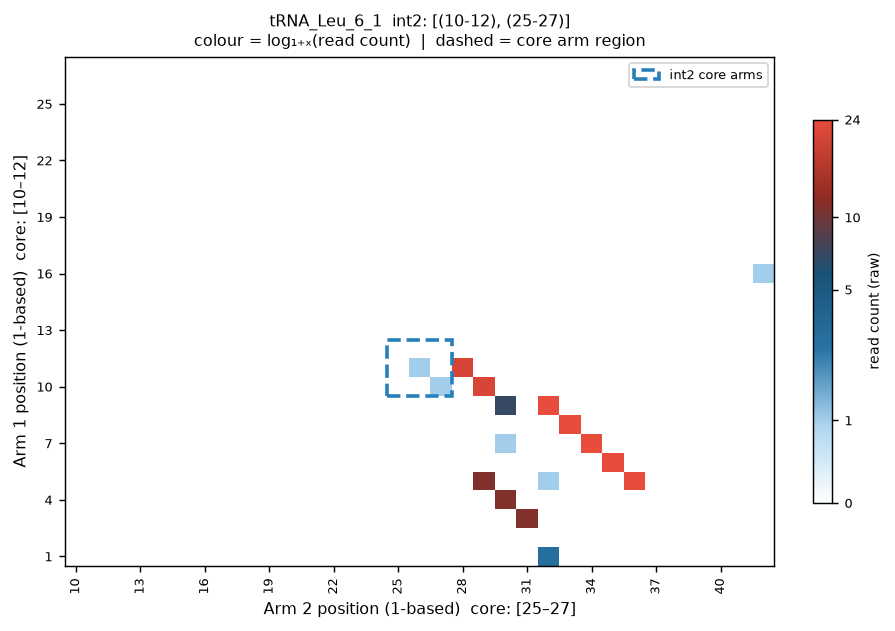 tRNA_Leu_6_1  int2: [(10-12), (25-27)]
colour = log₁₊ₓ(read count)  |  dashed = core arm region
int2 core arms
Arm 1 position (1-based)  core: [10–12]
25
22
19
16
13
10
7
4
1
10 13 16 19 22 25 28 31 34 37 40
Arm 2 position (1-based)  core: [25–27]
24
10
5
1
0
read count (raw)